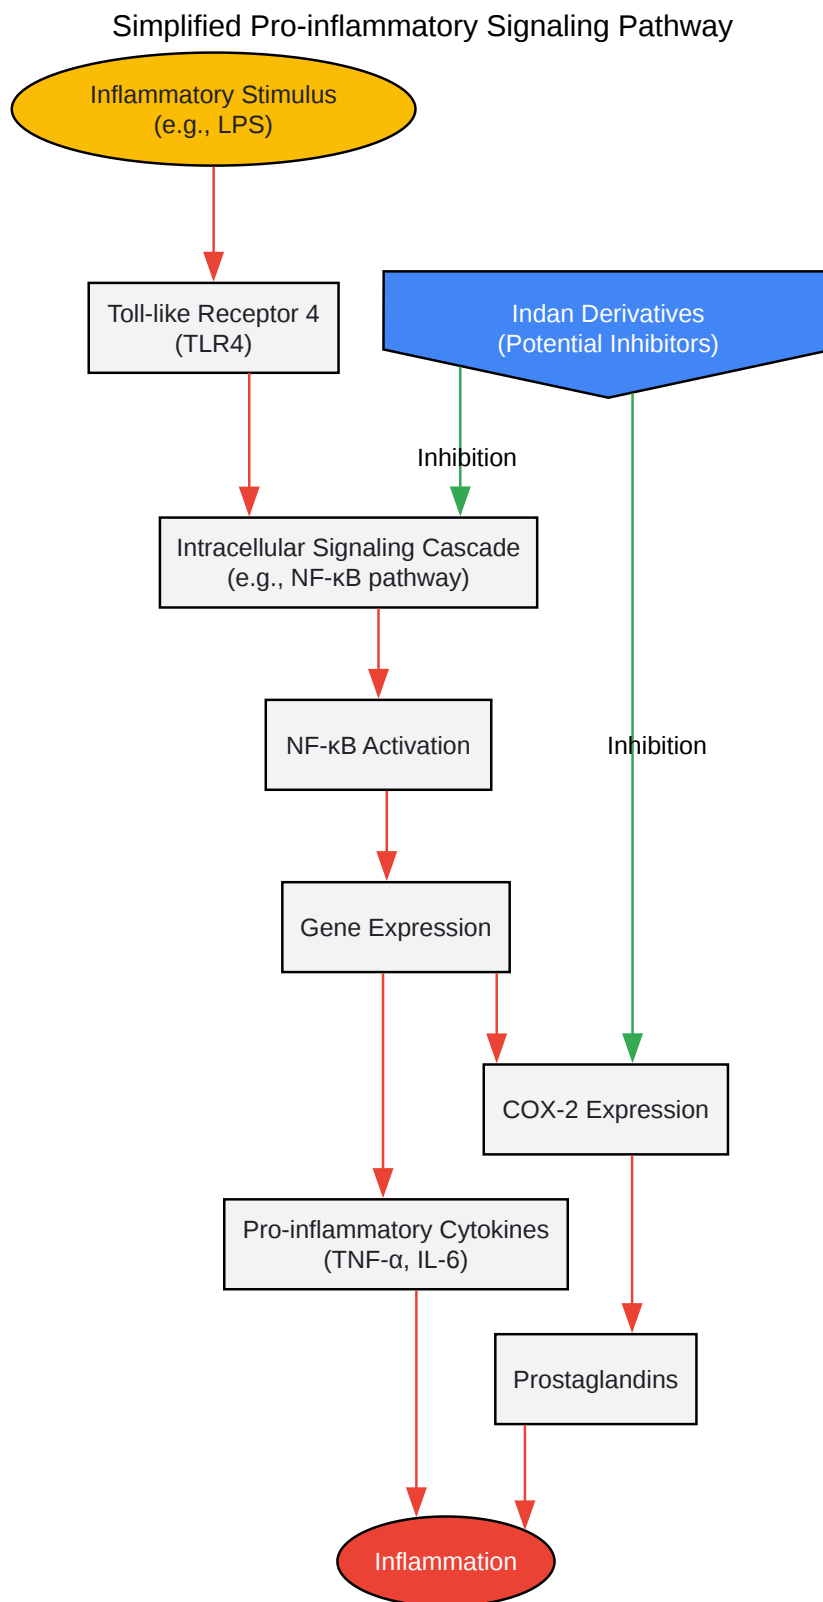 Simplified Pro-inflammatory Signaling Pathway
Inflammatory Stimulus
(e.g., LPS)
Toll-like Receptor 4
(TLR4)
Indan Derivatives
(Potential Inhibitors)
Inhibition
Intracellular Signaling Cascade
(e.g., NF-κB pathway)
NF-κB Activation
Inhibition
Gene Expression
COX-2 Expression
Pro-inflammatory Cytokines
(TNF-α, IL-6)
Prostaglandins
Inflammation